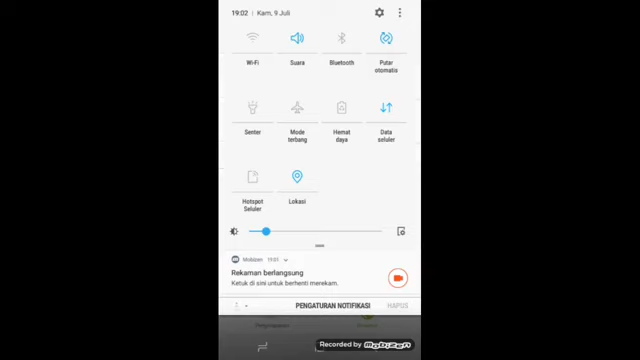 19:02 | Kam, 9 Juli
Wi-Fi
Suara
Bluetooth
Putar
otomatis
Senter
Mode
terbang
Hemat
daya
Data
seluler
Hotspot
Seluler
Lokasi
Mobizen 19:01
Rekaman berlangsung
Ketuk di sini untuk berhenti merekam.
PENGATURAN NOTIFIKASI
HAPUS
Recorded by mobizen